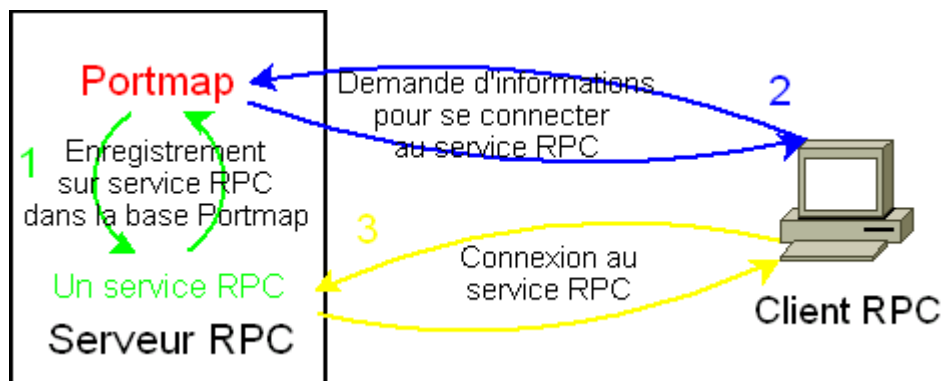 Portmap
1
Enregistrement
sur service RPC
dans la base Portmap
Un service RPC
Serveur RPC
Demande d'informations
pour se connecter
au service RPC
2
3
Connexion au
service RPC
Client RPC